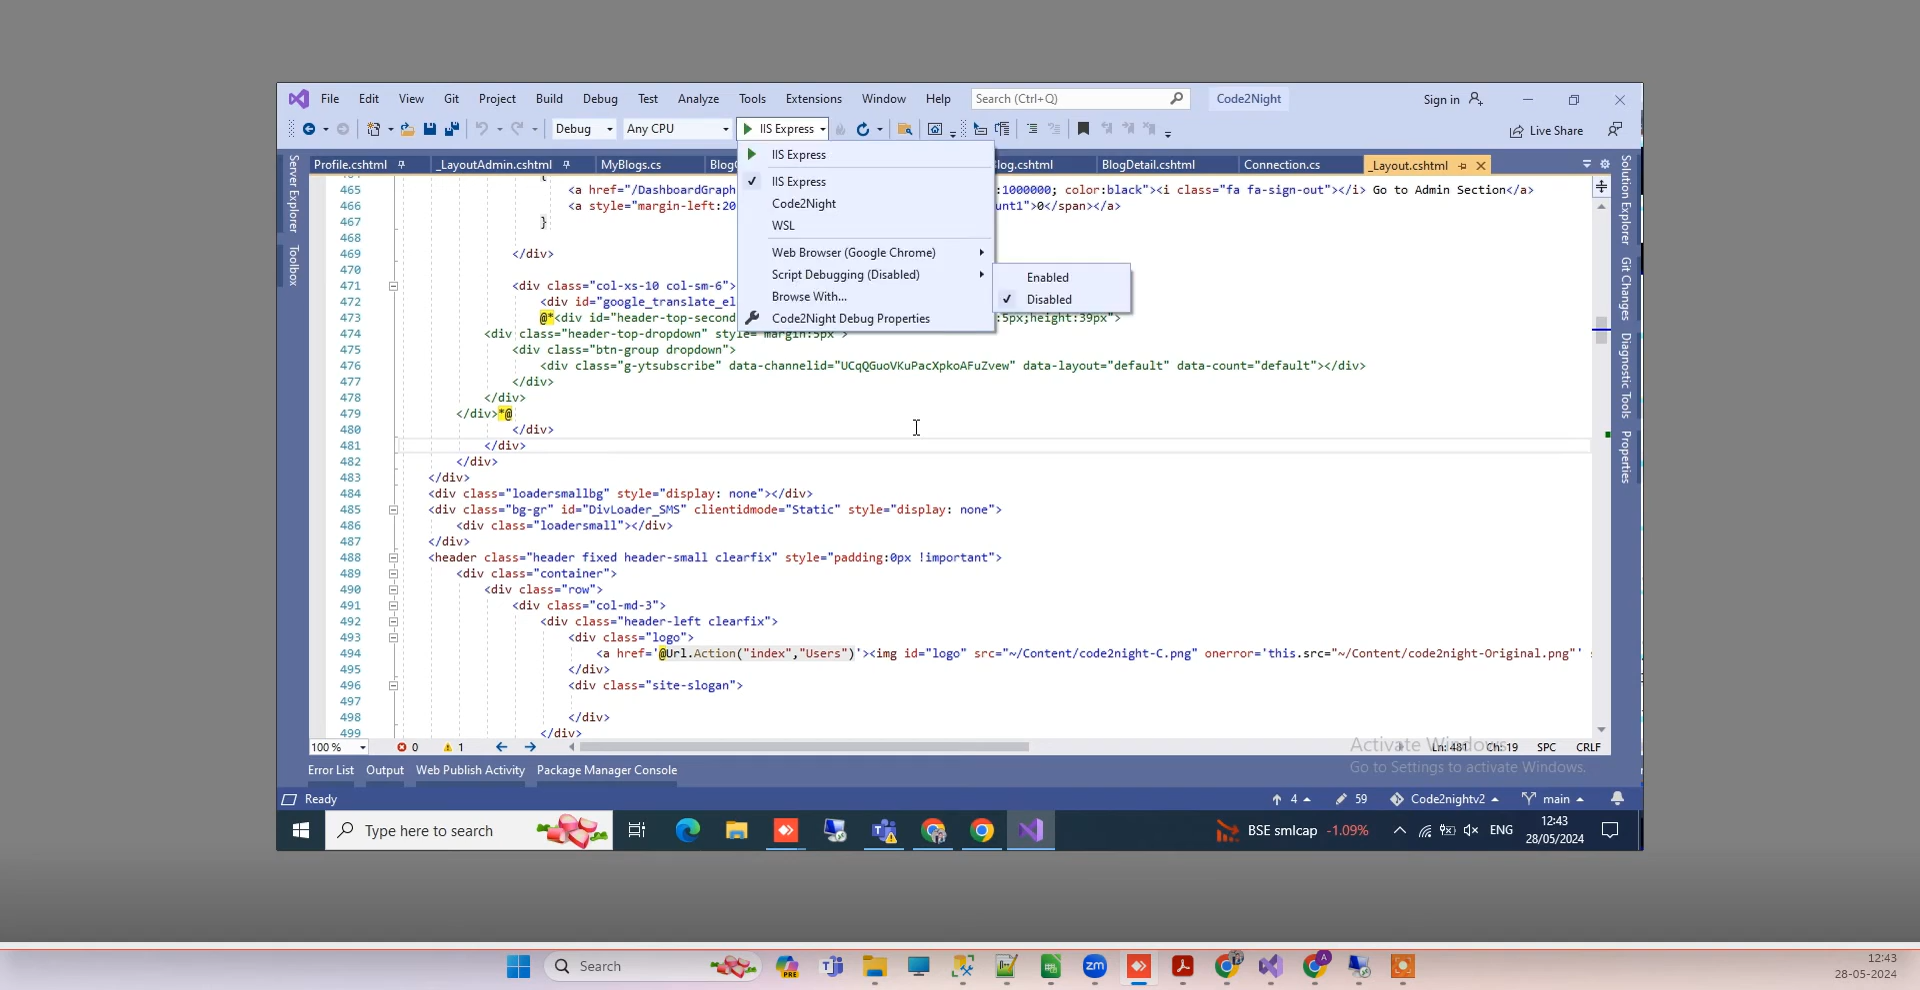 File Edit View Git Project Build Debug Test Analyze Tools Extensions Window Help Search (Ctrl+Q) Code2Night Sign in
Debug Any CPU IIS Express Live Share
Profile.cshtml _LayoutAdmin.cshtml MyBlogs.cs BlogDetail.cshtml Connection.cs _Layout.cshtml
IIS Express
IIS Express
Code2Night
WSL
Web Browser (Google Chrome)
Script Debugging (Disabled)
Browse With...
Code2Night Debug Properties
Enabled
Disabled
Server Explorer
Toolbox
Solution Explorer
Git Changes
Diagnostic Tools
Properties
465 <a href="/DashboardGraph :1000000; color:black"><i class="fa fa-sign-out"></i> Go to Admin Section</a>
466 <a style="margin-left:20 unt1">0</span></a>
467 }
468
469 </div>
470
471 <div class="col-xs-10 col-sm-6">
472 <div id="google_translate_el
473 @*<div id="header-top-second :5px;height:39px">
474 <div class="header-top-dropdown" style="margin:5px">
475 <div class="btn-group dropdown">
476 <div class="g-ytsubscribe" data-channelid="UCqQGuoVKuPacXpkoAFuZvew" data-layout="default" data-count="default"></div>
477 </div>
478 </div>
479 </div>*@
480 </div>
481 </div>
482 </div>
483 </div>
484 <div class="loadersmallbg" style="display: none"></div>
485 <div class="bg-gr" id="DivLoader_SMS" clientidmode="Static" style="display: none">
486 <div class="loadersmall"></div>
487 </div>
488 <header class="header fixed header-small clearfix" style="padding:0px !important">
489 <div class="container">
490 <div class="row">
491 <div class="col-md-3">
492 <div class="header-left clearfix">
493 <div class="logo">
494 <a href='@Url.Action("index","Users")'><img id="logo" src="~/Content/code2night-C.png" onerror='this.src="~/Content/code2night-Original.png"'
495 </div>
496 <div class="site-slogan">
497
498 </div>
499 </div>
100 % 0 1 Ln: 481 Ch: 19 SPC CRLF
Activate Windows
Go to Settings to activate Windows.
Error List Output Web Publish Activity Package Manager Console
Ready 4 59 Code2nightv2 main
Type here to search BSE smlcap -1.09% ENG 12:43
28/05/2024
Search 12:43
28-05-2024